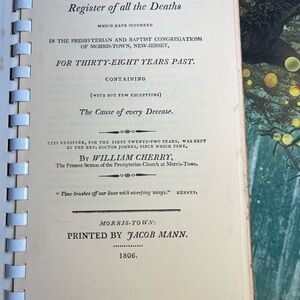 Register of all the Deaths
WHICH HAVE OCCURRED
IN THE PRESBYTERIAN AND BAPTIST CONGREGATIONS
OF MORRIS-TOWN, NEW-JERSEY,
FOR THIRTY-EIGHT YEARS PAST.
CONTAINING
(WITH BUT FEW EXCEPTIONS)
The Cause of every Decease.
THIS REGISTER, FOR THE FIRST TWENTY-TWO YEARS, WAS KEPT
BY THE REV. DOCTOR JOHNES, SINCE WHICH TIME,
By WILLIAM CHERRY,
The Present Sexton of the Presbyterian Church at Morris-Town.
"Time brushes off our lives with sweeping wings." HERVEY.
MORRIS-TOWN:
PRINTED BY JACOB MANN.
1806.